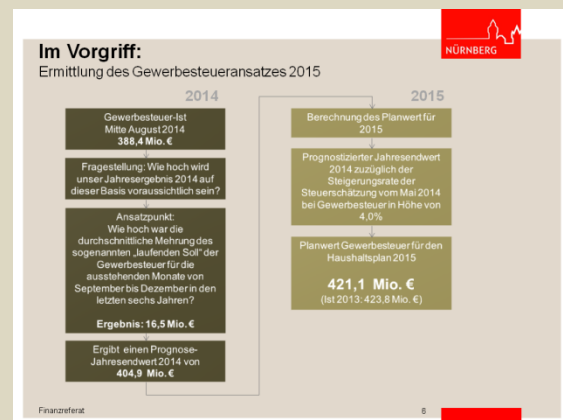 Im Vorgriff:
Ermittlung des Gewerbesteueransatzes 2015
NÜRNBERG
2014
Gewerbesteuer-Ist
Mitte August 2014
388,4 Mio. €
Fragestellung: Wie hoch wird
unser Jahresergebnis 2014 auf
dieser Basis voraussichtlich sein?
Ansatzpunkt:
Wie hoch war die
durchschnittliche Mehrung des
sogenannten „laufenden Soll“ der
Gewerbesteuer für die
ausstehenden Monate von
September bis Dezember in den
letzten sechs Jahren?
Ergebnis: 16,5 Mio. €
Ergibt einen Prognose-
Jahresendwert 2014 von
404,9 Mio. €
2015
Berechnung des Planwert für
2015
Prognostizierter Jahresendwert
2014 zuzüglich der
Steigerungsrate der
Steuerschätzung vom Mai 2014
bei Gewerbesteuer in Höhe von
4,0%
Planwert Gewerbesteuer für den
Haushaltsplan 2015
421,1 Mio. €
(Ist 2013: 423,8 Mio. €)
Finanzreferat
6